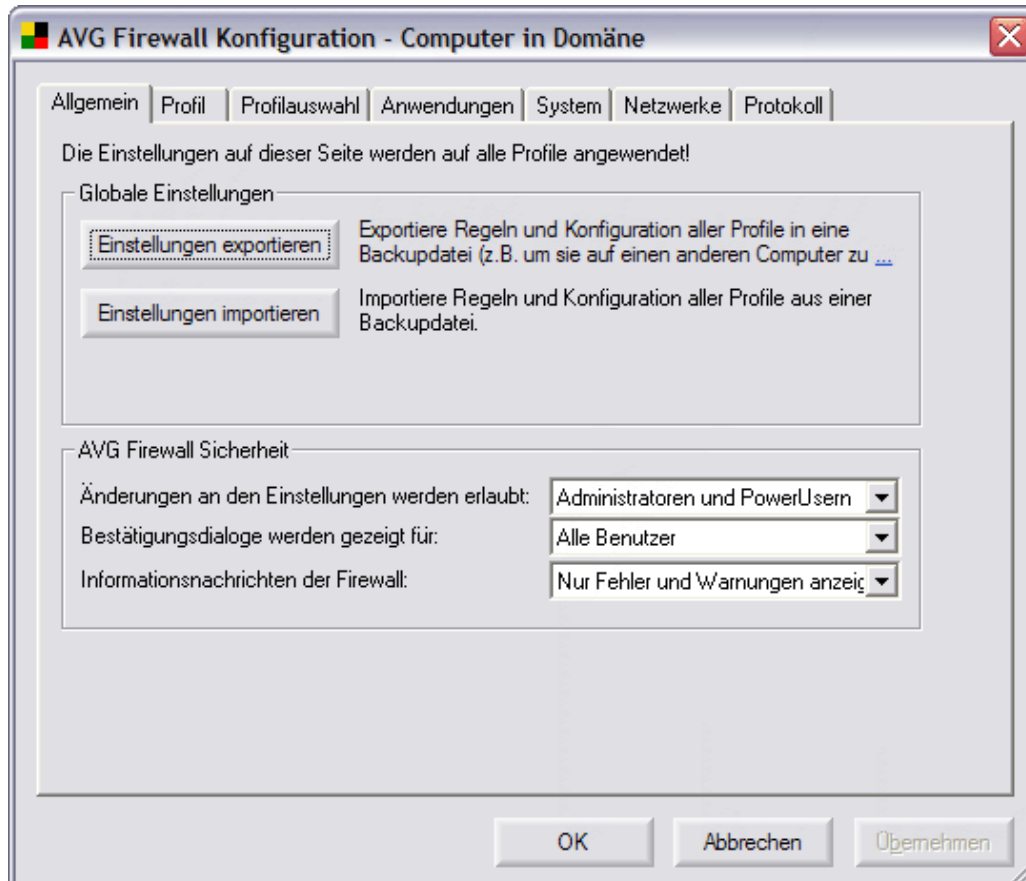 AVG Firewall Konfiguration - Computer in Domäne
Allgemein Profil Profilauswahl Anwendungen System Netzwerke Protokoll
Die Einstellungen auf dieser Seite werden auf alle Profile angewendet!
Globale Einstellungen
Einstellungen exportieren
Exportiere Regeln und Konfiguration aller Profile in eine
Backupdatei (z.B. um sie auf einen anderen Computer zu ...
Einstellungen importieren
Importiere Regeln und Konfiguration aller Profile aus einer
Backupdatei.
AVG Firewall Sicherheit
Änderungen an den Einstellungen werden erlaubt: Administratoren und PowerUsern
Bestätigungsdialoge werden gezeigt für: Alle Benutzer
Informationsnachrichten der Firewall: Nur Fehler und Warnungen anzeig
OK Abbrechen Übernehmen